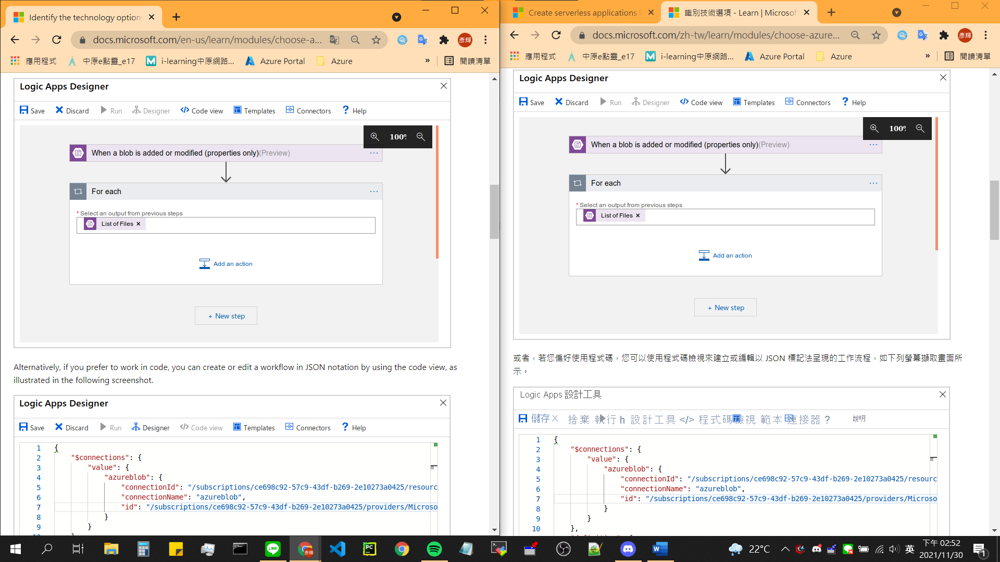 Identify the technology options
docs.microsoft.com/en-us/learn/modules/choose-a...
應用程式
中原e點靈_e17
i-learning中原網路...
Azure Portal
Azure
»
閱讀清單
Logic Apps Designer
Save
Discard
Run
Designer
Code view
Templates
Connectors
? Help
100%
When a blob is added or modified (properties only)(Preview)
...
For each
...
* Select an output from previous steps
List of Files ×
Add an action
+ New step
Alternatively, if you prefer to work in code, you can create or edit a workflow in JSON notation by using the code view, as
illustrated in the following screenshot.
Logic Apps Designer
Save
Discard
Run
Designer
</> Code view
Templates
Connectors
? Help
1 {
2 "$connections": {
3 "value": {
4 "azureblob": {
5 "connectionId": "/subscriptions/ce698c92-57c9-43df-b269-2e10273a0425/resourc
6 "connectionName": "azureblob",
7 "id": "/subscriptions/ce698c92-57c9-43df-b269-2e10273a0425/providers/Microso
8 }
9 }
Create serverless applications
識別技術選項 - Learn | Microsof
docs.microsoft.com/zh-tw/learn/modules/choose-azure...
彥輝
應用程式
中原e點靈_e17
i-learning中原網路...
Azure Portal
Azure
»
閱讀清單
Logic Apps Designer
Save
Discard
Run
Designer
</> Code view
Templates
Connectors
? Help
100%
When a blob is added or modified (properties only)(Preview)
...
For each
...
* Select an output from previous steps
List of Files ×
Add an action
+ New step
或者，若您偏好使用程式碼，您可以使用程式碼檢視來建立或編輯以 JSON 標記法呈現的工作流程，如下列螢幕擷取畫面所
示。
Logic Apps 設計工具
儲存 X 捨棄 執行 h 設計工具 </> 程式碼檢視 範本 連接器 ? 說明
1 {
2 "$connections": {
3 "value": {
4 "azureblob": {
5 "connectionId": "/subscriptions/ce698c92-57c9-43df-b269-2e10273a0425/resourc
6 "connectionName": "azureblob",
7 "id": "/subscriptions/ce698c92-57c9-43df-b269-2e10273a0425/providers/Microso
8 }
9 }
10 },
22°C
英
下午 02:52
2021/11/30
1